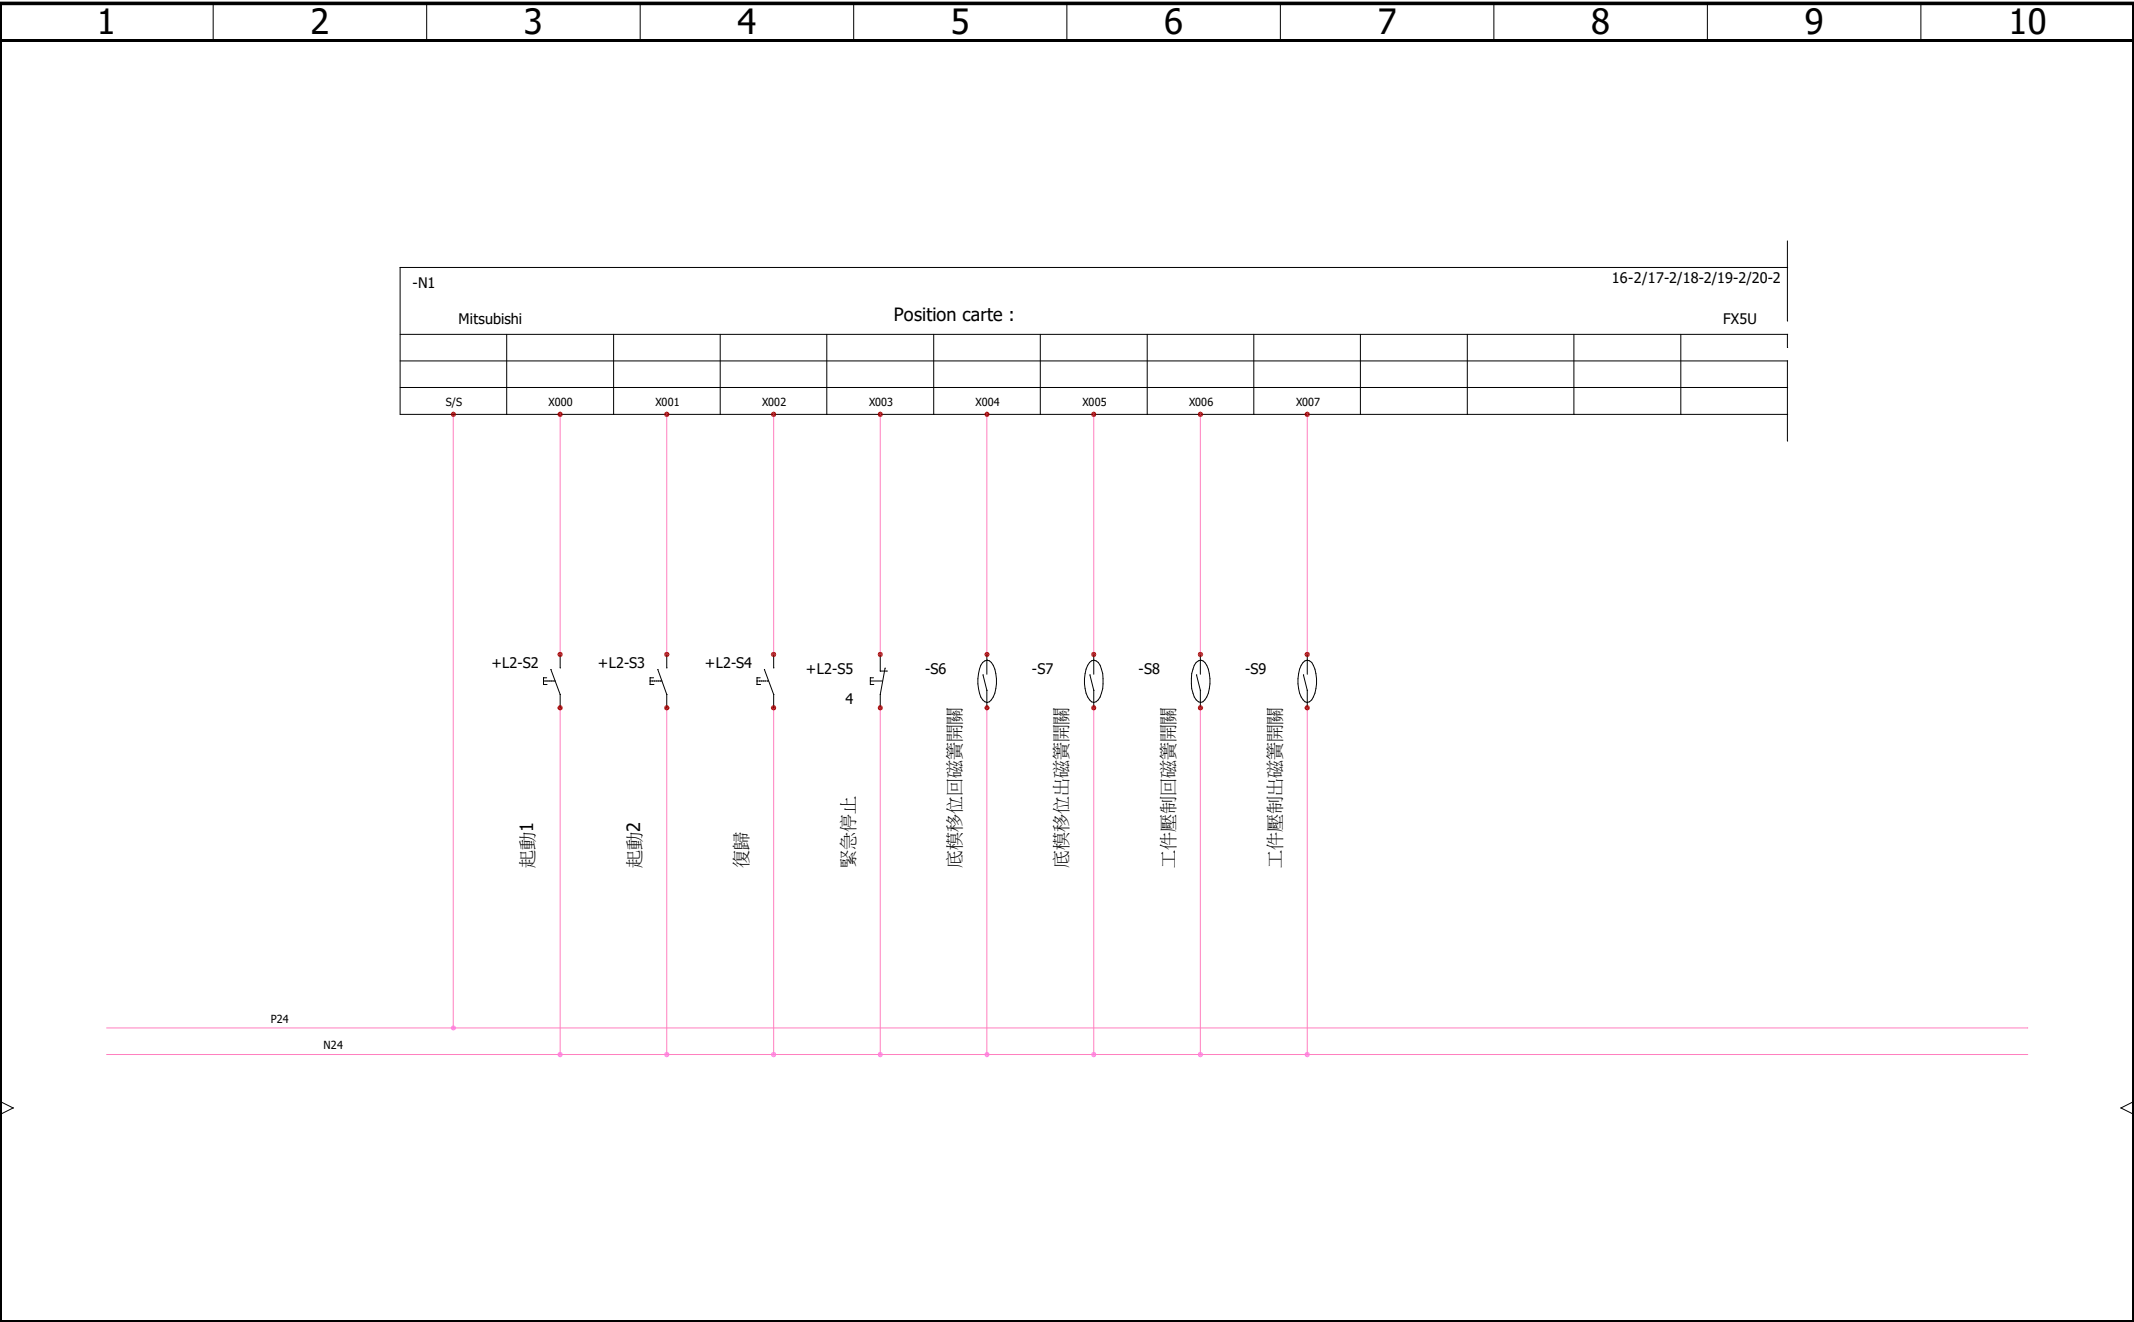 1 2 3 4 5 6 7 8 9 10
-N1 16-2/17-2/18-2/19-2/20-2
Mitsubishi Position carte : FX5U
S/S X000 X001 X002 X003 X004 X005 X006 X007
+L2-S2 +L2-S3 +L2-S4 +L2-S5 -S6 -S7 -S8 -S9
4
起動1
起動2
復歸
緊急停止
底模移位回磁簧開關
底模移位出磁簧開關
工件壓制回磁簧開關
工件壓制出磁簧開關
P24
N24